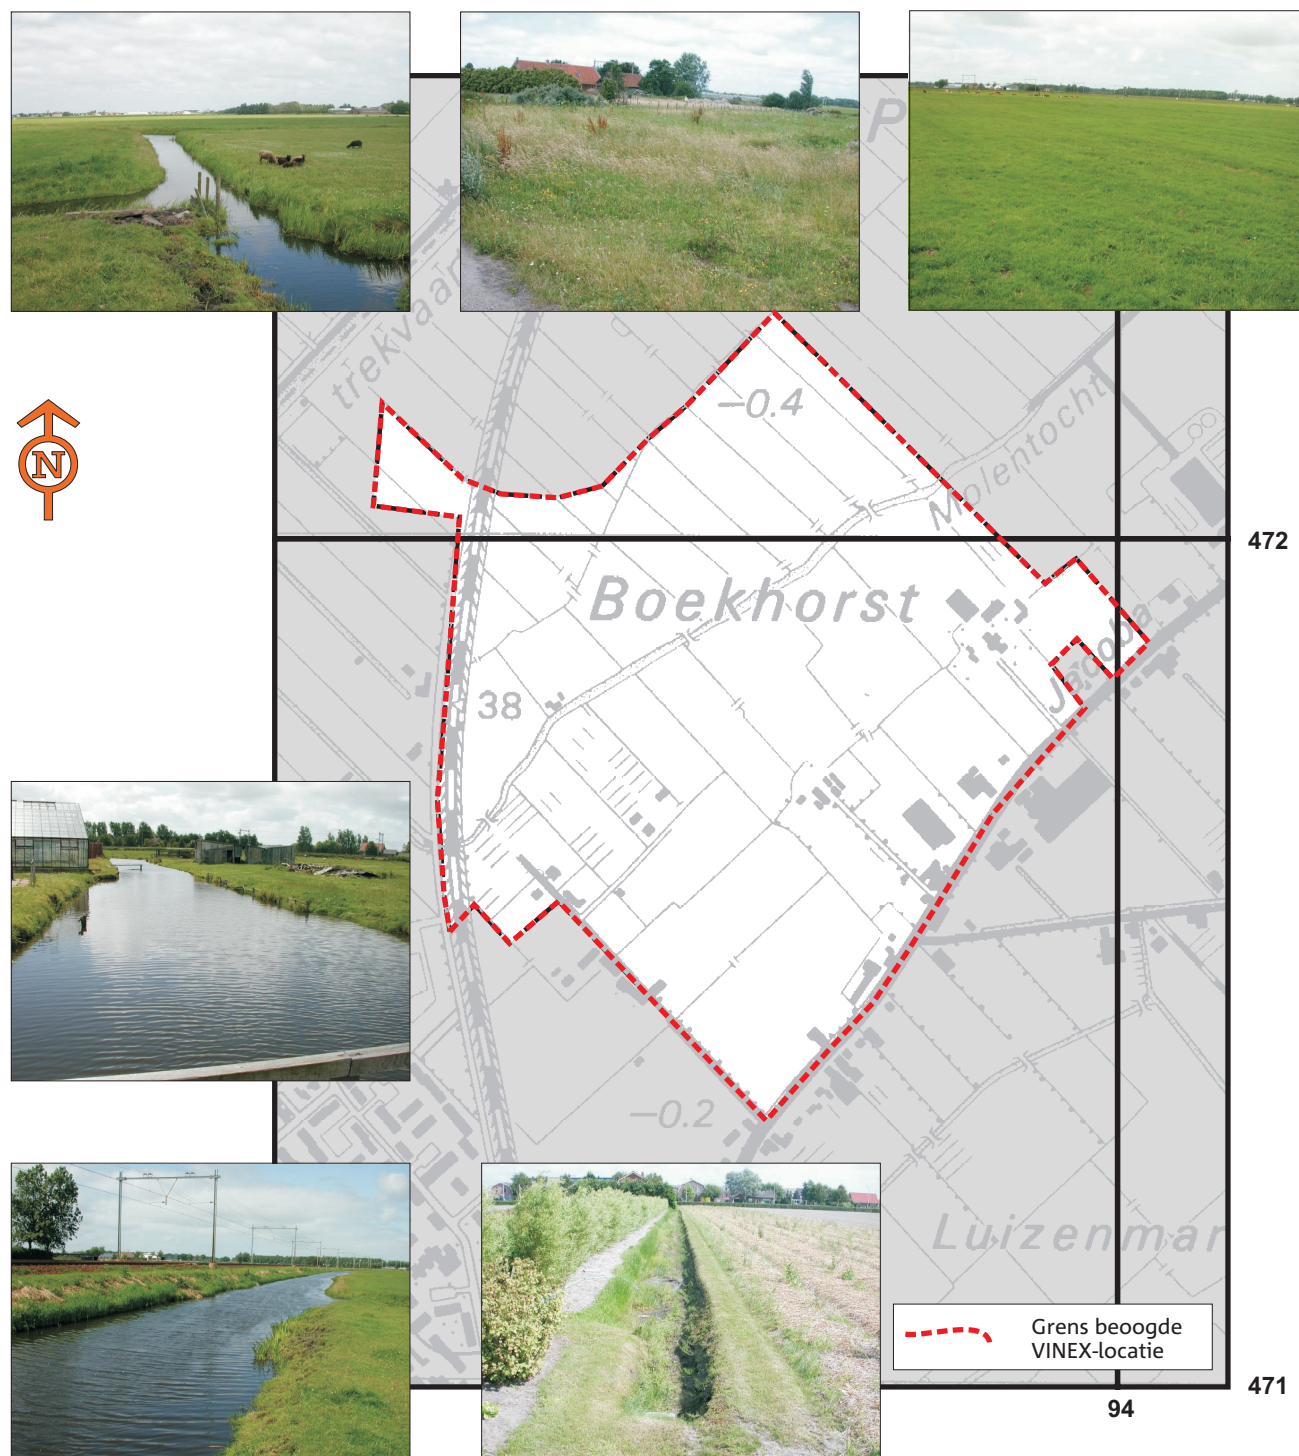 P
trekvaart
-0.4
Molentocht
N
472
Boekhorst
Jacoba
38
-0.2
Luizenmar
Grens beoogde
VINEX-locatie
471
94